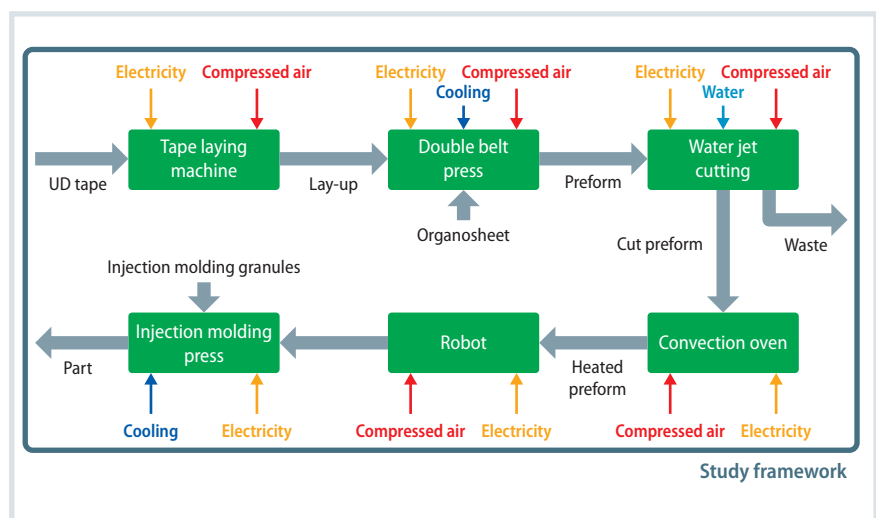 Electricity Compressed air
Electricity Compressed air
Cooling
Electricity Compressed air
Water
Tape laying
machine
Double belt
press
Water jet
cutting
UD tape
Lay-up
Preform
Organosheet
Cut preform
Waste
Injection molding granules
Injection molding
press
Robot
Convection oven
Part
Heated
preform
Cooling
Electricity
Compressed air
Electricity
Compressed air
Electricity
Study framework